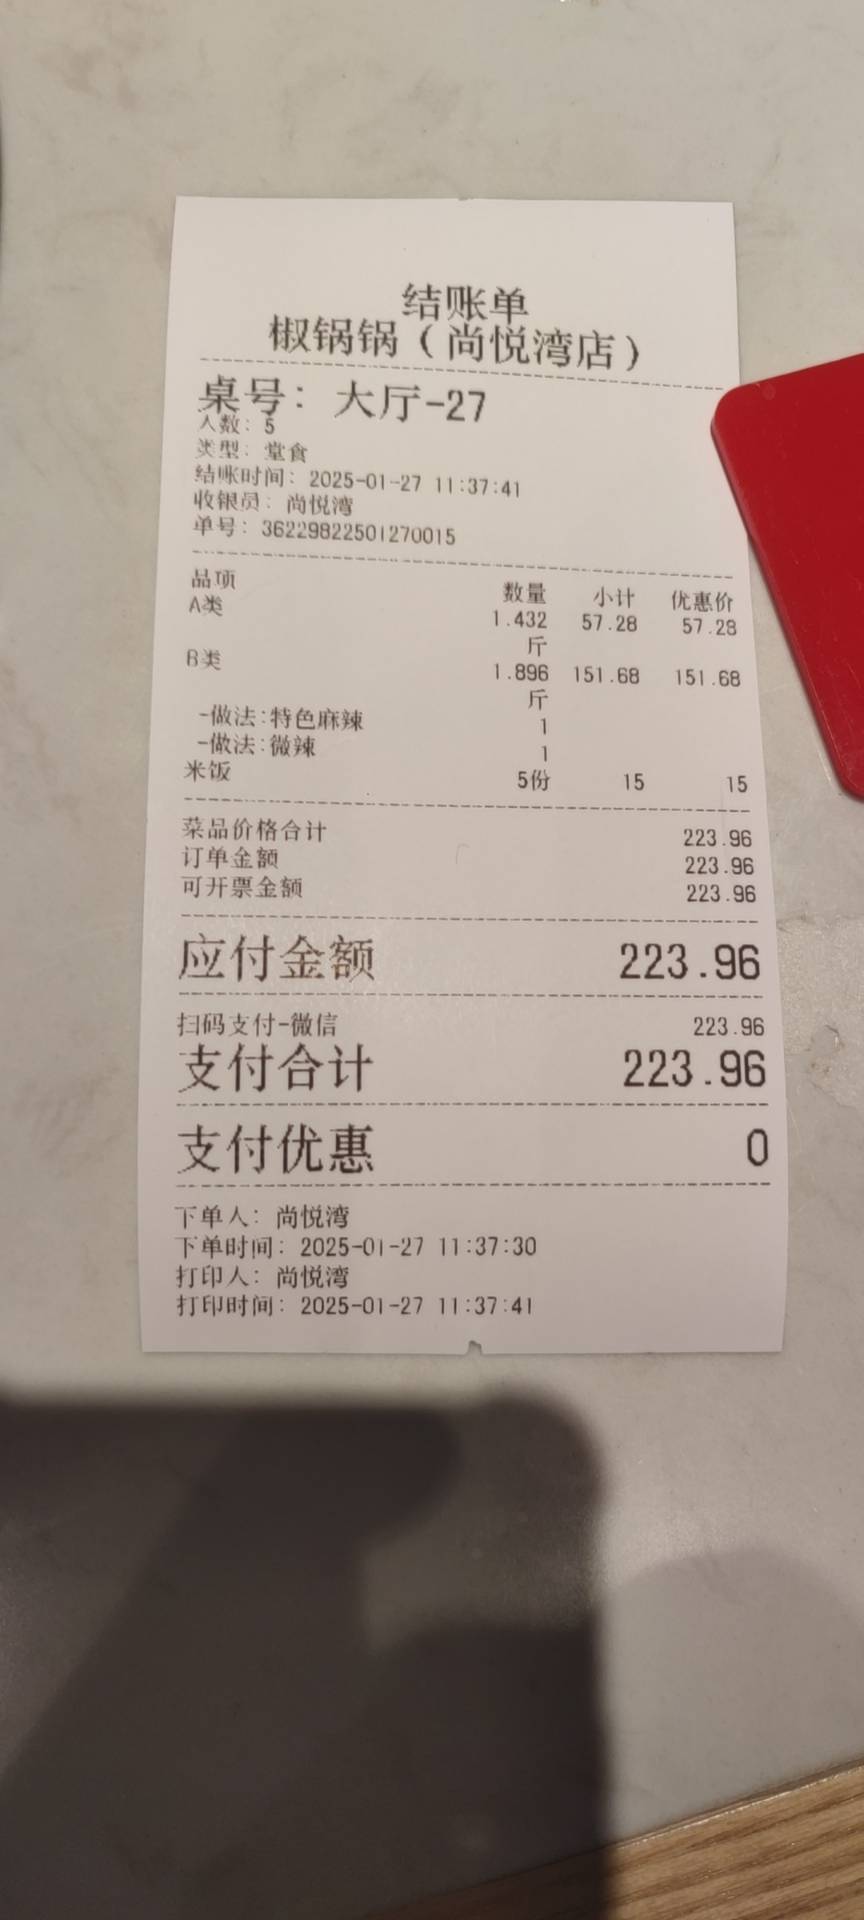 结账单
椒锅锅（尚悦湾店）
桌号：大厅-27
人数：5
类型：堂食
结账时间：2025-01-27 11:37:41
收银员：尚悦湾
单号：36229822501270015
品项 数量 小计 优惠价
A类 1.432 57.28 57.28
斤
B类 1.896 151.68 151.68
斤
-做法:特色麻辣 1
-做法:微辣 1
米饭 5份 15 15
菜品价格合计 223.96
订单金额 223.96
可开票金额 223.96
应付金额 223.96
扫码支付-微信 223.96
支付合计 223.96
支付优惠 0
下单人：尚悦湾
下单时间：2025-01-27 11:37:30
打印人：尚悦湾
打印时间：2025-01-27 11:37:41